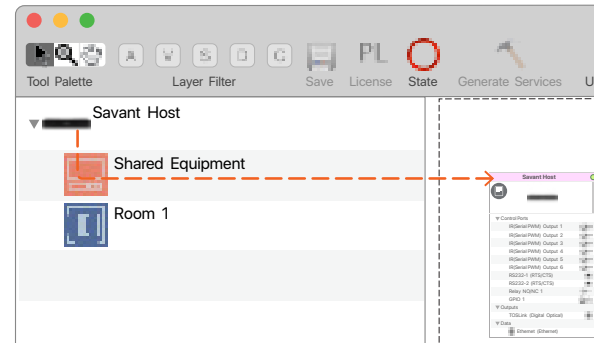 A V S D G
PL
Tool Palette Layer Filter Save License State Generate Services U
Savant Host
Shared Equipment
Room 1
Savant Host
Control Ports
IR(Serial/PWM) Output 1
IR(Serial/PWM) Output 2
IR(Serial/PWM) Output 3
IR(Serial/PWM) Output 4
IR(Serial/PWM) Output 5
IR(Serial/PWM) Output 6
RS232-1 (RTS/CTS)
RS232-2 (RTS/CTS)
Relay NO/NC 1
GPIO 1
Outputs
TOSLink (Digital Optical)
Data
Ethernet (Ethernet)